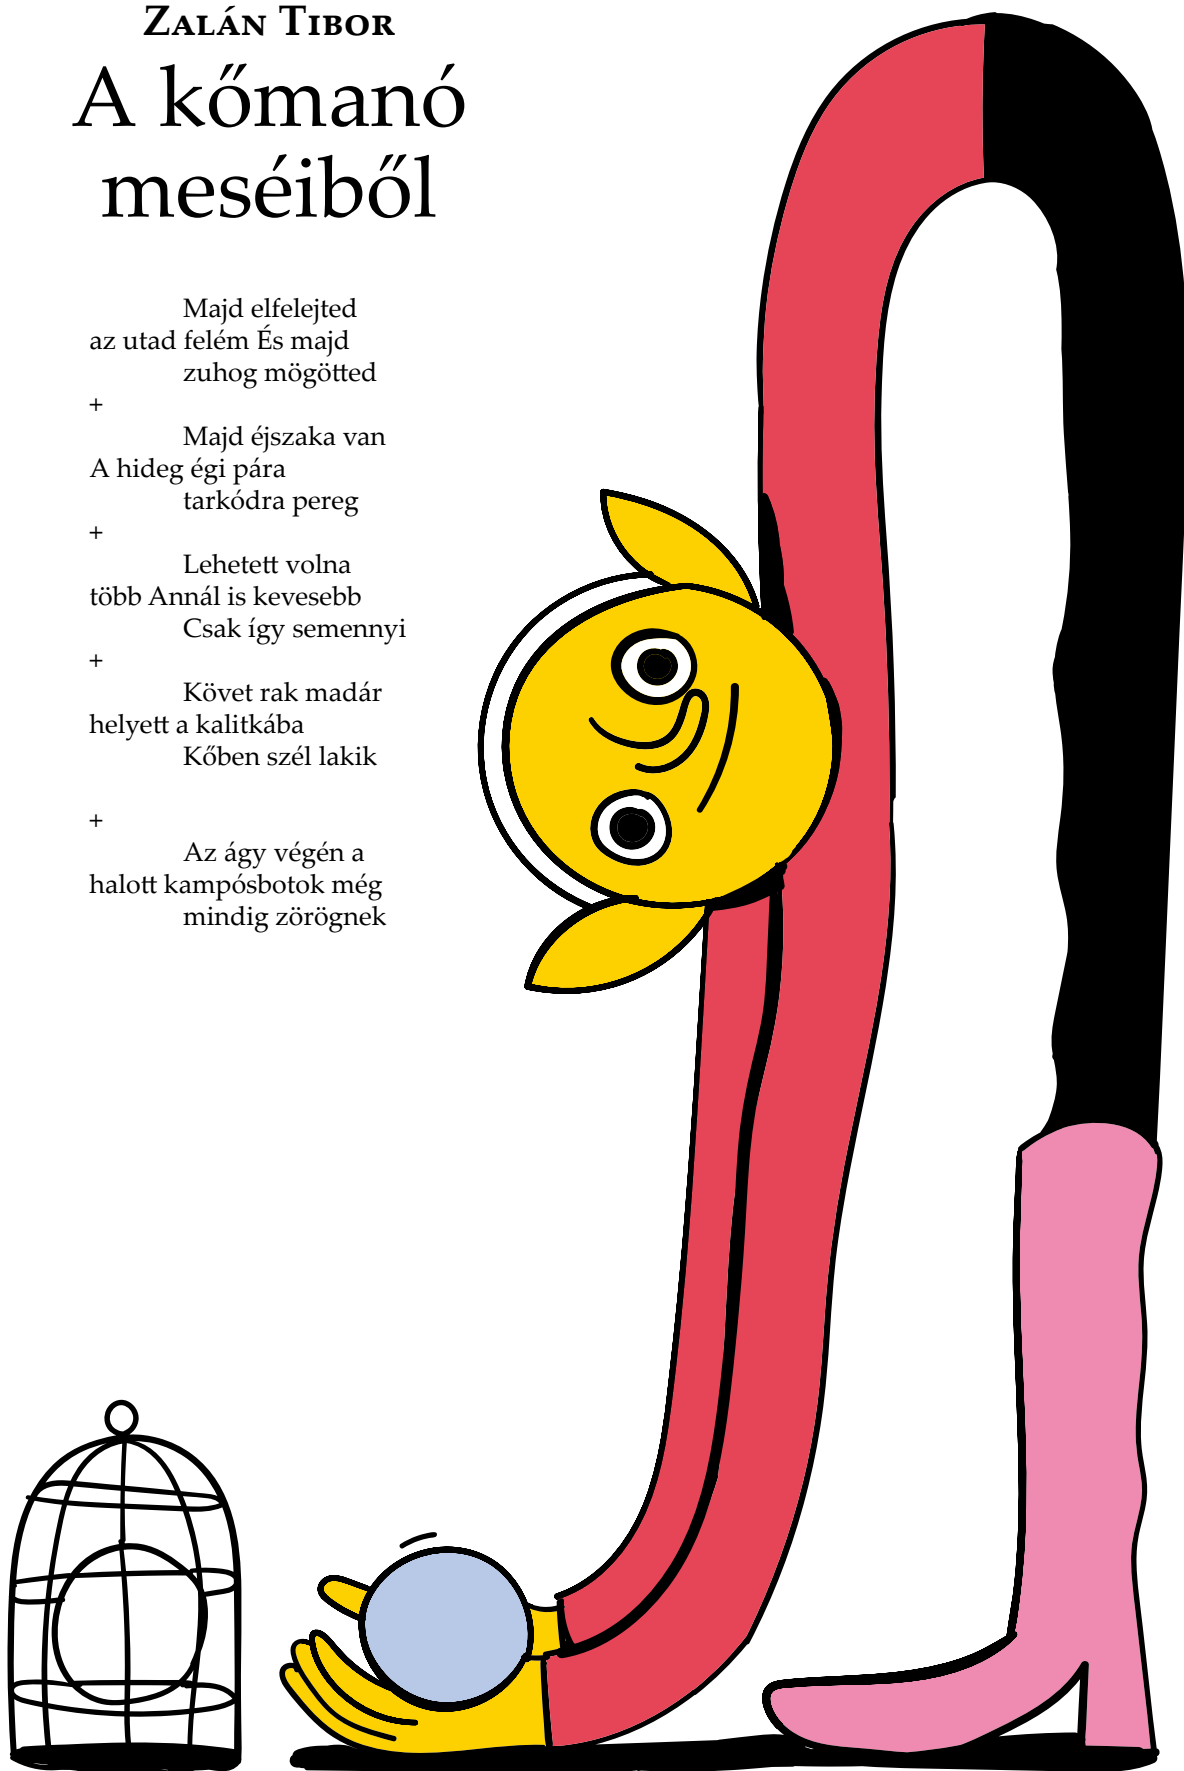 Zalán Tibor
A kőmanó
meséiből
Majd elfelejted
az utad felém És majd
zuhog mögötted
+
Majd éjszaka van
A hideg égi pára
tarkódra pereg
+
Lehetett volna
több Annál is kevesebb
Csak így semennyi
+
Követ rak madár
helyett a kalitkába
Kőben szél lakik
+
Az ágy végén a
halott kampósbotok még
mindig zörögnek